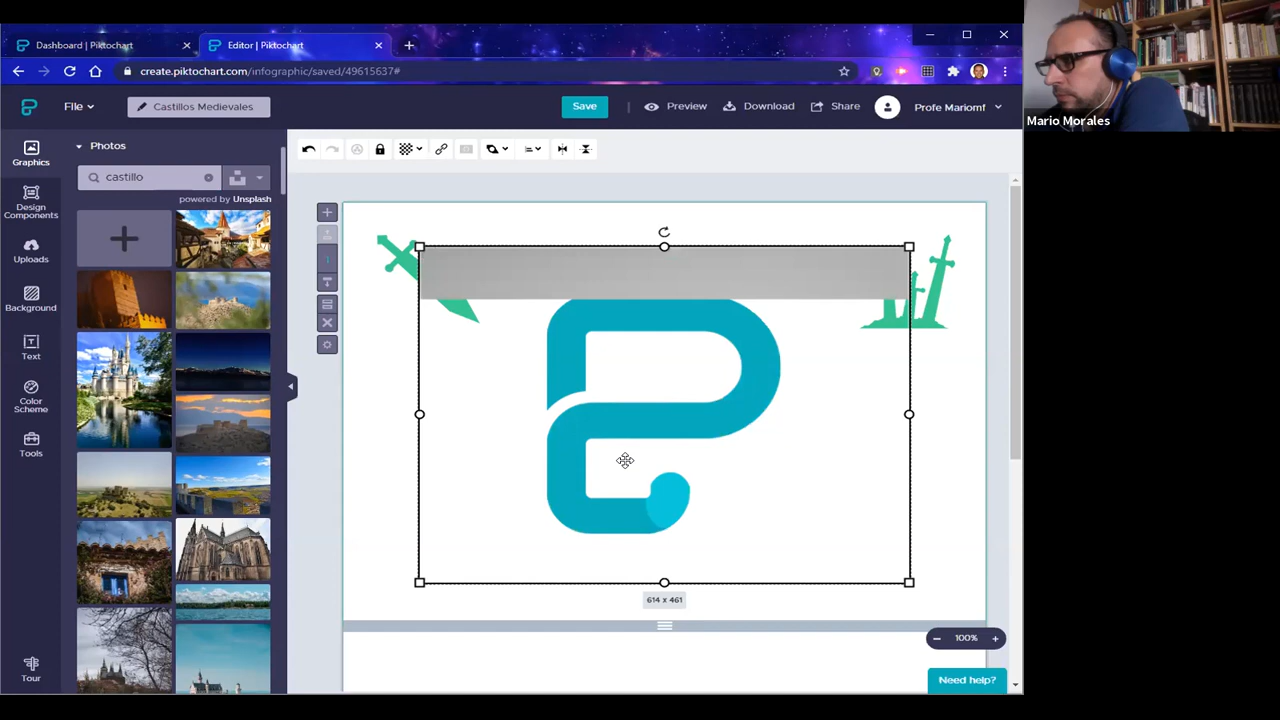 Dashboard | Piktochart
Editor | Piktochart
create.piktochart.com/infographic/saved/49615637#
File
Castillos Medievales
Save
Preview
Download
Share
Profe Mariomf
Mario Morales
Graphics
Design
Components
Uploads
Background
Text
Color
Scheme
Tools
Tour
Photos
castillo
powered by Unsplash
1
614 x 461
100%
Need help?